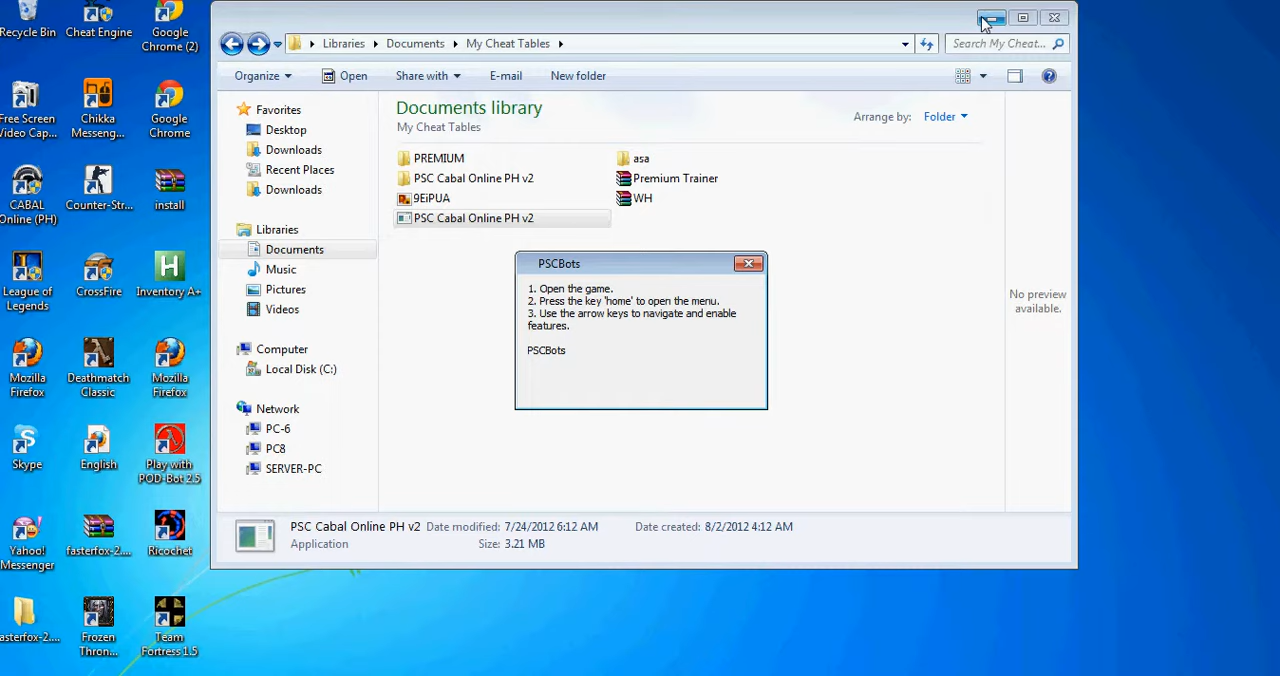 Recycle Bin
Cheat Engine
Google
Chrome (2)
Free Screen
Video Cap...
Chikka
Messeng...
Google
Chrome
CABAL
Online (PH)
Counter-Str...
install
League of
Legends
CrossFire
Inventory A+
Mozilla
Firefox
Deathmatch
Classic
Mozilla
Firefox
Skype
English
Play with
POD-Bot 2.5
Yahoo!
Messenger
fasterfox-2....
Ricochet
asterfox-2....
Frozen
Thron...
Team
Fortress 1.5
Libraries
Documents
My Cheat Tables
Search My Cheat...
Organize
Open
Share with
E-mail
New folder
Favorites
Desktop
Downloads
Recent Places
Downloads
Libraries
Documents
Music
Pictures
Videos
Computer
Local Disk (C:)
Network
PC-6
PC8
SERVER-PC
Documents library
My Cheat Tables
Arrange by: Folder
PREMIUM
asa
PSC Cabal Online PH v2
Premium Trainer
9EiPUA
WH
PSC Cabal Online PH v2
PSCBots
1. Open the game.
2. Press the key 'home' to open the menu.
3. Use the arrow keys to navigate and enable
features.
PSCBots
No preview
available.
PSC Cabal Online PH v2 Date modified: 7/24/2012 6:12 AM Date created: 8/2/2012 4:12 AM
Application Size: 3.21 MB